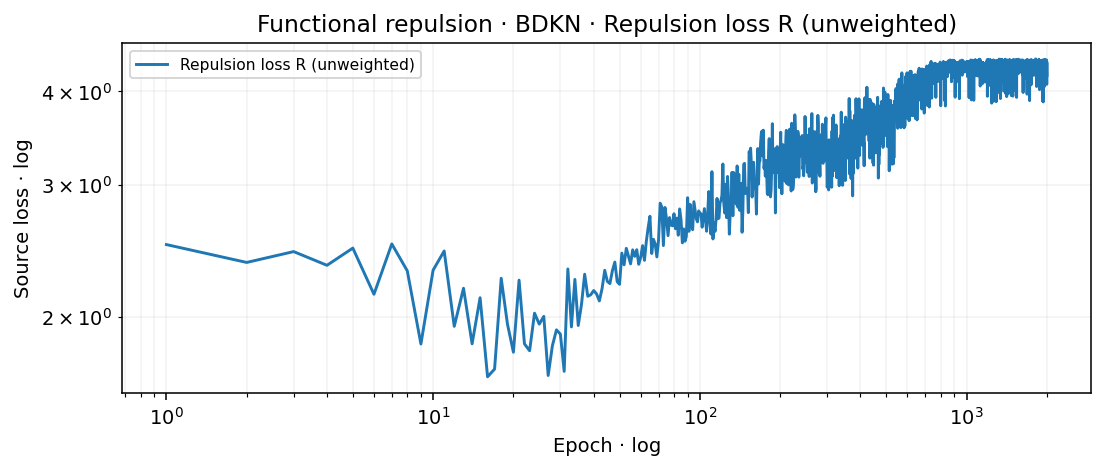 Functional repulsion · BDKN · Repulsion loss R (unweighted)
Repulsion loss R (unweighted)
Source loss · log
4 × 10⁰
3 × 10⁰
2 × 10⁰
10⁰ 10¹ 10² 10³
Epoch · log